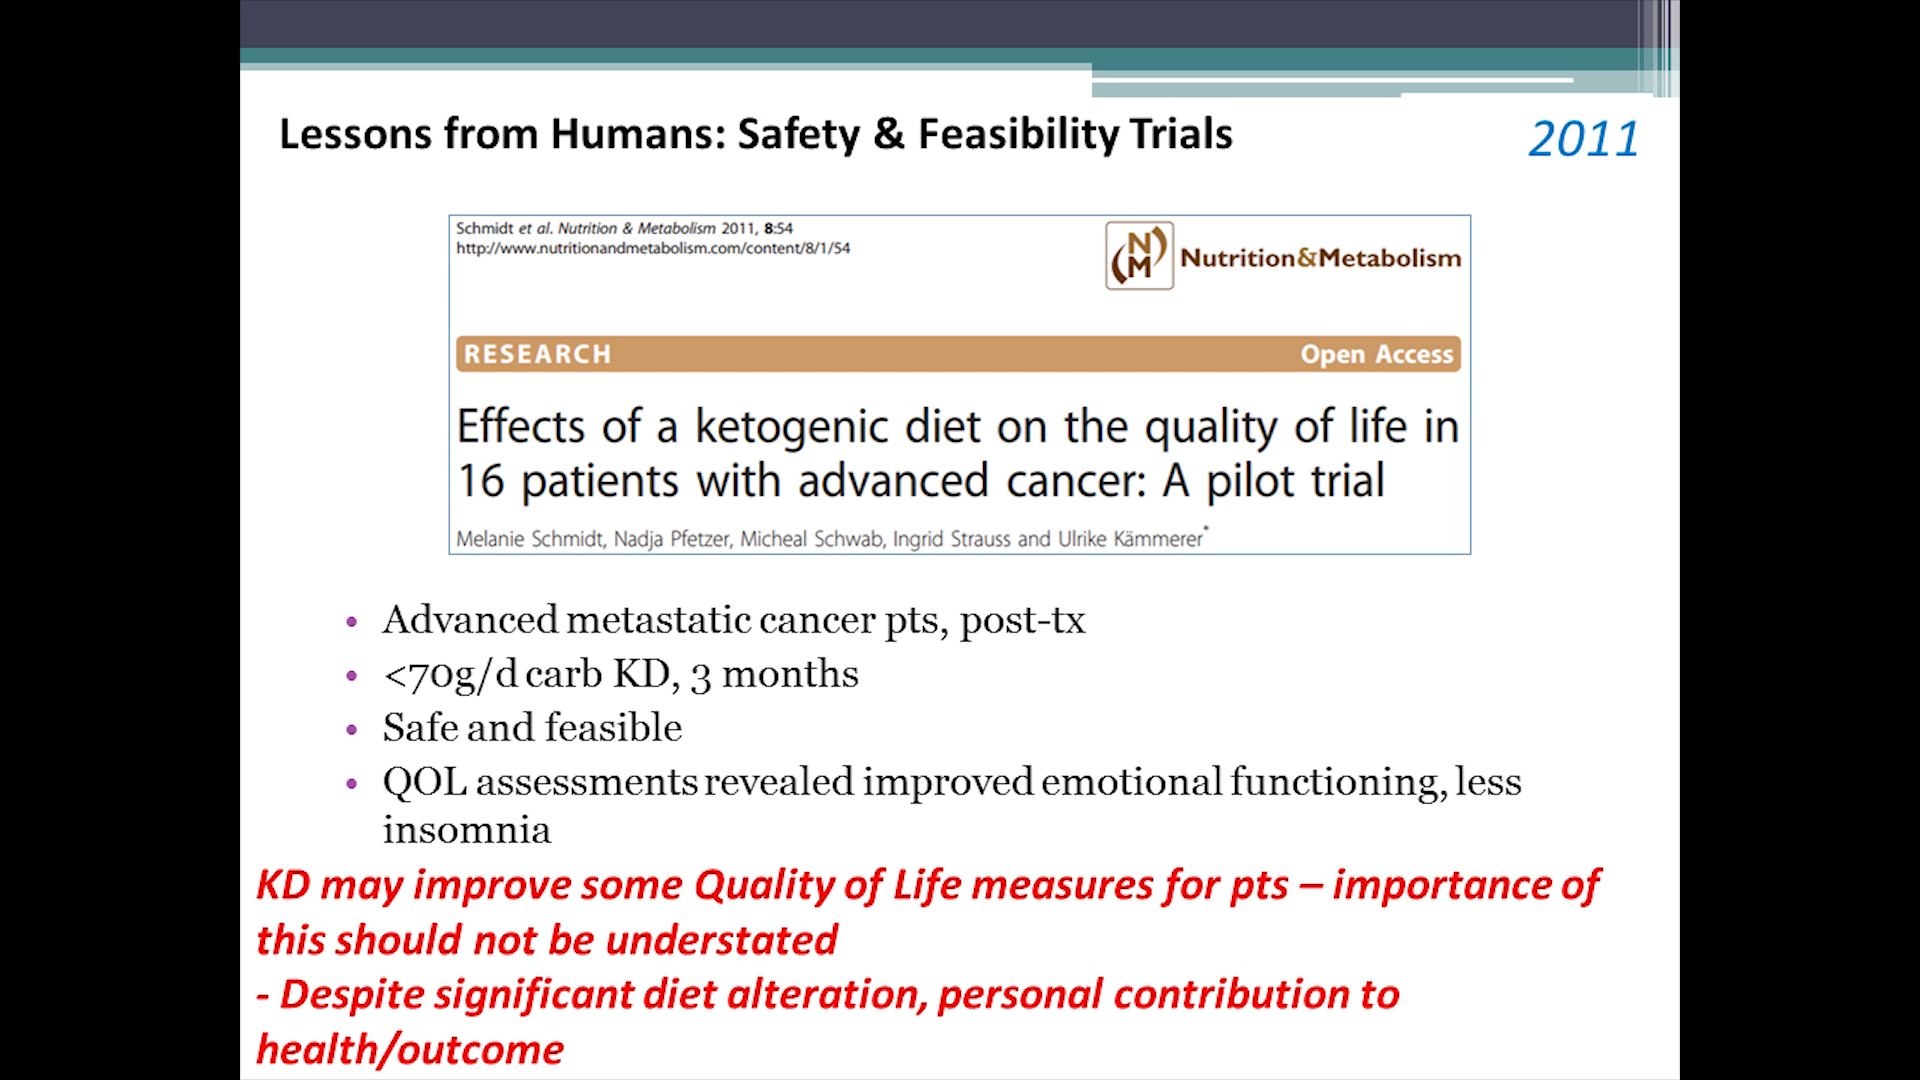 Lessons from Humans: Safety & Feasibility Trials
2011
Schmidt et al. Nutrition & Metabolism 2011, 8:54
http://www.nutritionandmetabolism.com/content/8/1/54
NM
Nutrition&Metabolism
RESEARCH
Open Access
Effects of a ketogenic diet on the quality of life in
16 patients with advanced cancer: A pilot trial
Melanie Schmidt, Nadja Pfetzer, Micheal Schwab, Ingrid Strauss and Ulrike Kämmerer*
• Advanced metastatic cancer pts, post-tx
• <70g/d carb KD, 3 months
• Safe and feasible
• QOL assessments revealed improved emotional functioning, less
insomnia
KD may improve some Quality of Life measures for pts – importance of
this should not be understated
- Despite significant diet alteration, personal contribution to
health/outcome